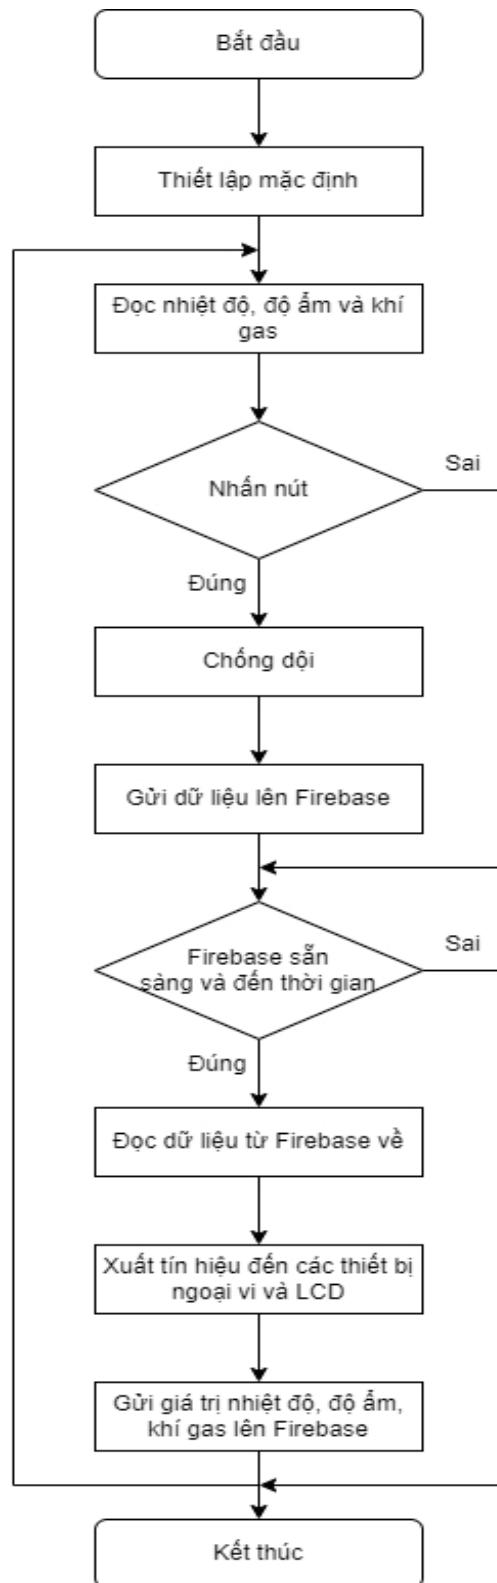 Bắt đầu
Thiết lập mặc định
Đọc nhiệt độ, độ ẩm và khí
gas
Nhấn nút
Sai
Đúng
Chống dội
Gửi dữ liệu lên Firebase
Firebase sẵn
sàng và đến thời gian
Sai
Đúng
Đọc dữ liệu từ Firebase về
Xuất tín hiệu đến các thiết bị
ngoại vi và LCD
Gửi giá trị nhiệt độ, độ ẩm,
khí gas lên Firebase
Kết thúc